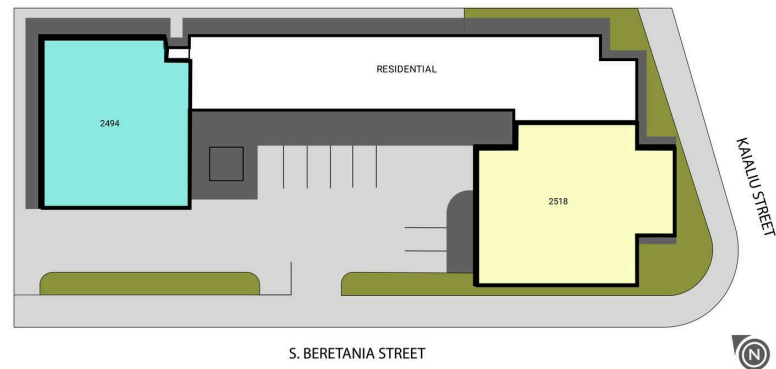 RESIDENTIAL
2494
2518
KAIALIU STREET
S. BERETANIA STREET
N